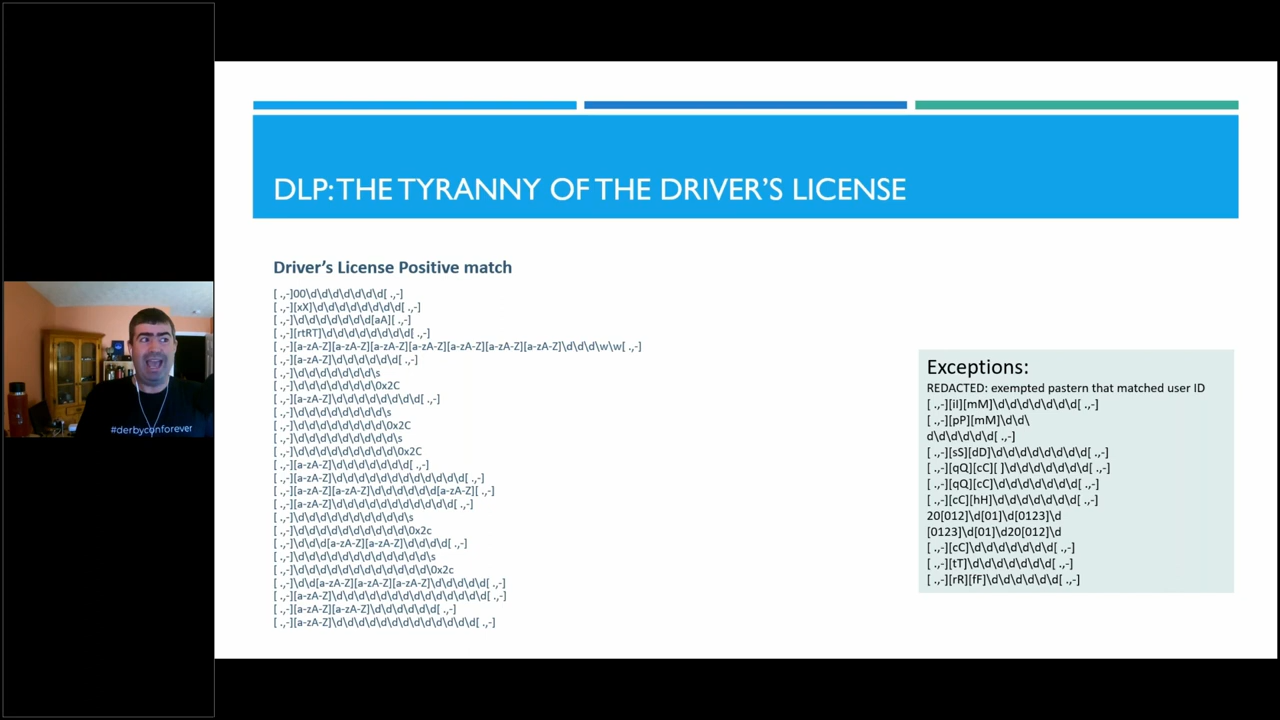 DLP: THE TYRANNY OF THE DRIVER'S LICENSE
Driver's License Positive match
[ .,-]00\d\d\d\d\d\d\d[ .,-]
[ .,-][xX]\d\d\d\d\d\d\d\d[ .,-]
[ .,-]\d\d\d\d\d\d\d[aA][ .,-]
[ .,-][rtRT]\d\d\d\d\d\d\d\d[ .,-]
[ .,-][a-zA-Z][a-zA-Z][a-zA-Z][a-zA-Z][a-zA-Z][a-zA-Z][a-zA-Z]\d\d\d\w\w[ .,-]
[ .,-][a-zA-Z]\d\d\d\d\d\d[ .,-]
[ .,-]\d\d\d\d\d\d\d\s
[ .,-]\d\d\d\d\d\d\d0x2C
[ .,-][a-zA-Z]\d\d\d\d\d\d\d\d[ .,-]
[ .,-]\d\d\d\d\d\d\d\d\s
[ .,-]\d\d\d\d\d\d\d\d0x2C
[ .,-]\d\d\d\d\d\d\d\d\d\s
[ .,-]\d\d\d\d\d\d\d\d\d0x2C
[ .,-][a-zA-Z]\d\d\d\d\d\d\d[ .,-]
[ .,-][a-zA-Z]\d\d\d\d\d\d\d\d\d\d\d\d[ .,-]
[ .,-][a-zA-Z][a-zA-Z]\d\d\d\d\d\d[a-zA-Z][ .,-]
[ .,-][a-zA-Z]\d\d\d\d\d\d\d\d\d\d\d[ .,-]
[ .,-]\d\d\d\d\d\d\d\d\d\d\s
[ .,-]\d\d\d\d\d\d\d\d\d\d0x2c
[ .,-]\d\d\d[a-zA-Z][a-zA-Z]\d\d\d\d[ .,-]
[ .,-]\d\d\d\d\d\d\d\d\d\d\d\d\s
[ .,-]\d\d\d\d\d\d\d\d\d\d\d\d0x2c
[ .,-]\d\d[a-zA-Z][a-zA-Z][a-zA-Z]\d\d\d\d\d[ .,-]
[ .,-][a-zA-Z]\d\d\d\d\d\d\d\d\d\d\d\d\d\d[ .,-]
[ .,-][a-zA-Z][a-zA-Z]\d\d\d\d\d\d[ .,-]
[ .,-][a-zA-Z]\d\d\d\d\d\d\d\d\d\d\d\d\d[ .,-]
Exceptions:
REDACTED: exempted pastern that matched user ID
[ .,-][iI][mM]\d\d\d\d\d\d\d[ .,-]
[ .,-][pP][mM]\d\d\
d\d\d\d\d\d[ .,-]
[ .,-][sS][dD]\d\d\d\d\d\d\d\d[ .,-]
[ .,-][qQ][cC][ ]\d\d\d\d\d\d\d[ .,-]
[ .,-][qQ][cC]\d\d\d\d\d\d\d[ .,-]
[ .,-][cC][hH]\d\d\d\d\d\d\d[ .,-]
20[012]\d[01]\d[0123]\d
[0123]\d[01]\d20[012]\d
[ .,-][cC]\d\d\d\d\d\d\d[ .,-]
[ .,-][tT]\d\d\d\d\d\d\d[ .,-]
[ .,-][rR][fF]\d\d\d\d\d\d[ .,-]
#derbyconforever